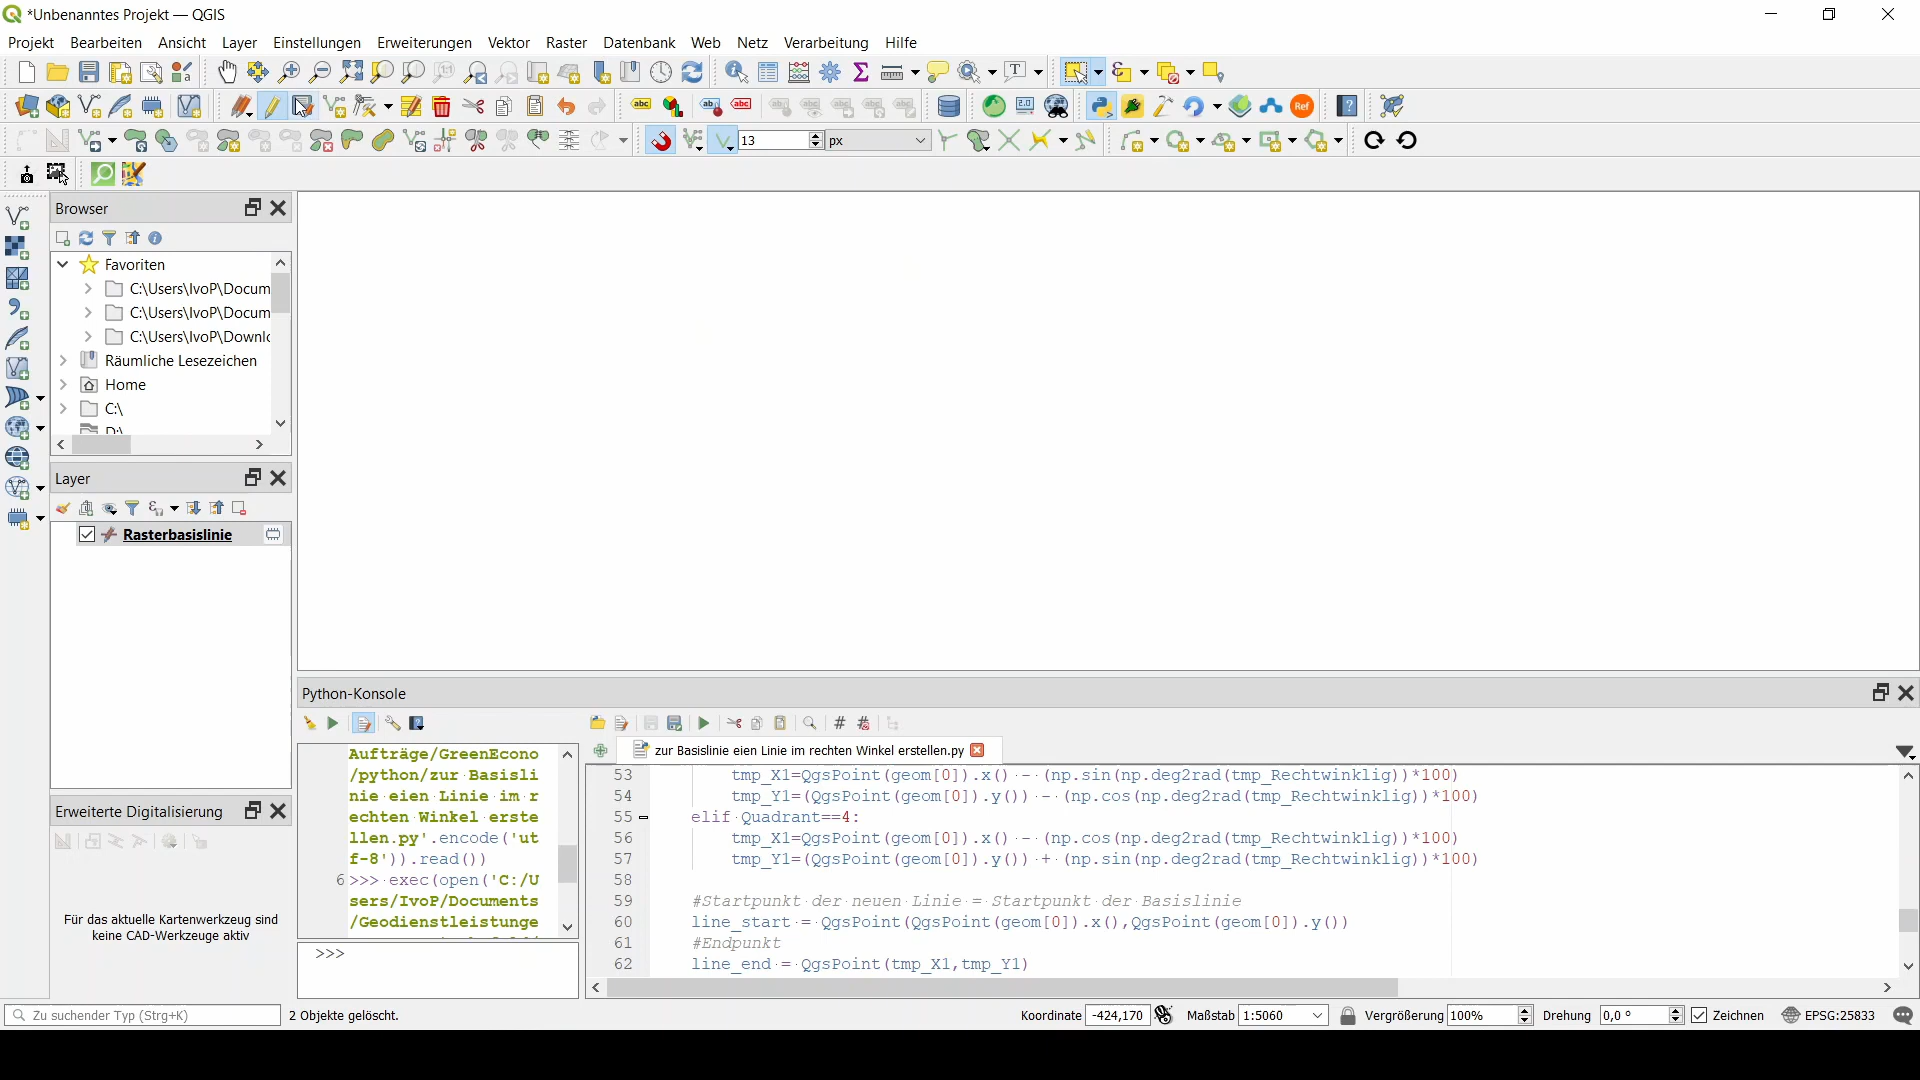 *Unbenanntes Projekt — QGIS
Projekt Bearbeiten Ansicht Layer Einstellungen Erweiterungen Vektor Raster Datenbank Web Netz Verarbeitung Hilfe
13 px
Browser
Favoriten
C:\Users\IvoP\Docum
C:\Users\IvoP\Docum
C:\Users\IvoP\Downlo
Räumliche Lesezeichen
Home
C:\
D:\
Layer
Rasterbasislinie
Erweiterte Digitalisierung
Für das aktuelle Kartenwerkzeug sind
keine CAD-Werkzeuge aktiv
Python-Konsole
Aufträge/GreenEcono
/python/zur Basisli
nie eien Linie im r
echten Winkel erste
llen.py'.encode('ut
f-8')).read())
6 >>> exec(open('C:/U
sers/IvoP/Documents
/Geodienstleistunge
>>>
zur Basislinie eien Linie im rechten Winkel erstellen.py
53 tmp_X1=QgsPoint(geom[0]).x() - (np.sin(np.deg2rad(tmp_Rechtwinklig))*100)
54 tmp_Y1=(QgsPoint(geom[0]).y()) - (np.cos(np.deg2rad(tmp_Rechtwinklig))*100)
55 elif Quadrant==4:
56 tmp_X1=QgsPoint(geom[0]).x() - (np.cos(np.deg2rad(tmp_Rechtwinklig))*100)
57 tmp_Y1=(QgsPoint(geom[0]).y()) + (np.sin(np.deg2rad(tmp_Rechtwinklig))*100)
58
59 #Startpunkt der neuen Linie = Startpunkt der Basislinie
60 line_start = QgsPoint(QgsPoint(geom[0]).x(),QgsPoint(geom[0]).y())
61 #Endpunkt
62 line_end = QgsPoint(tmp_X1,tmp_Y1)
Zu suchender Typ (Strg+K) 2 Objekte gelöscht. Koordinate -424,170 Maßstab 1:5060 Vergrößerung 100% Drehung 0,0 ° Zeichnen EPSG:25833